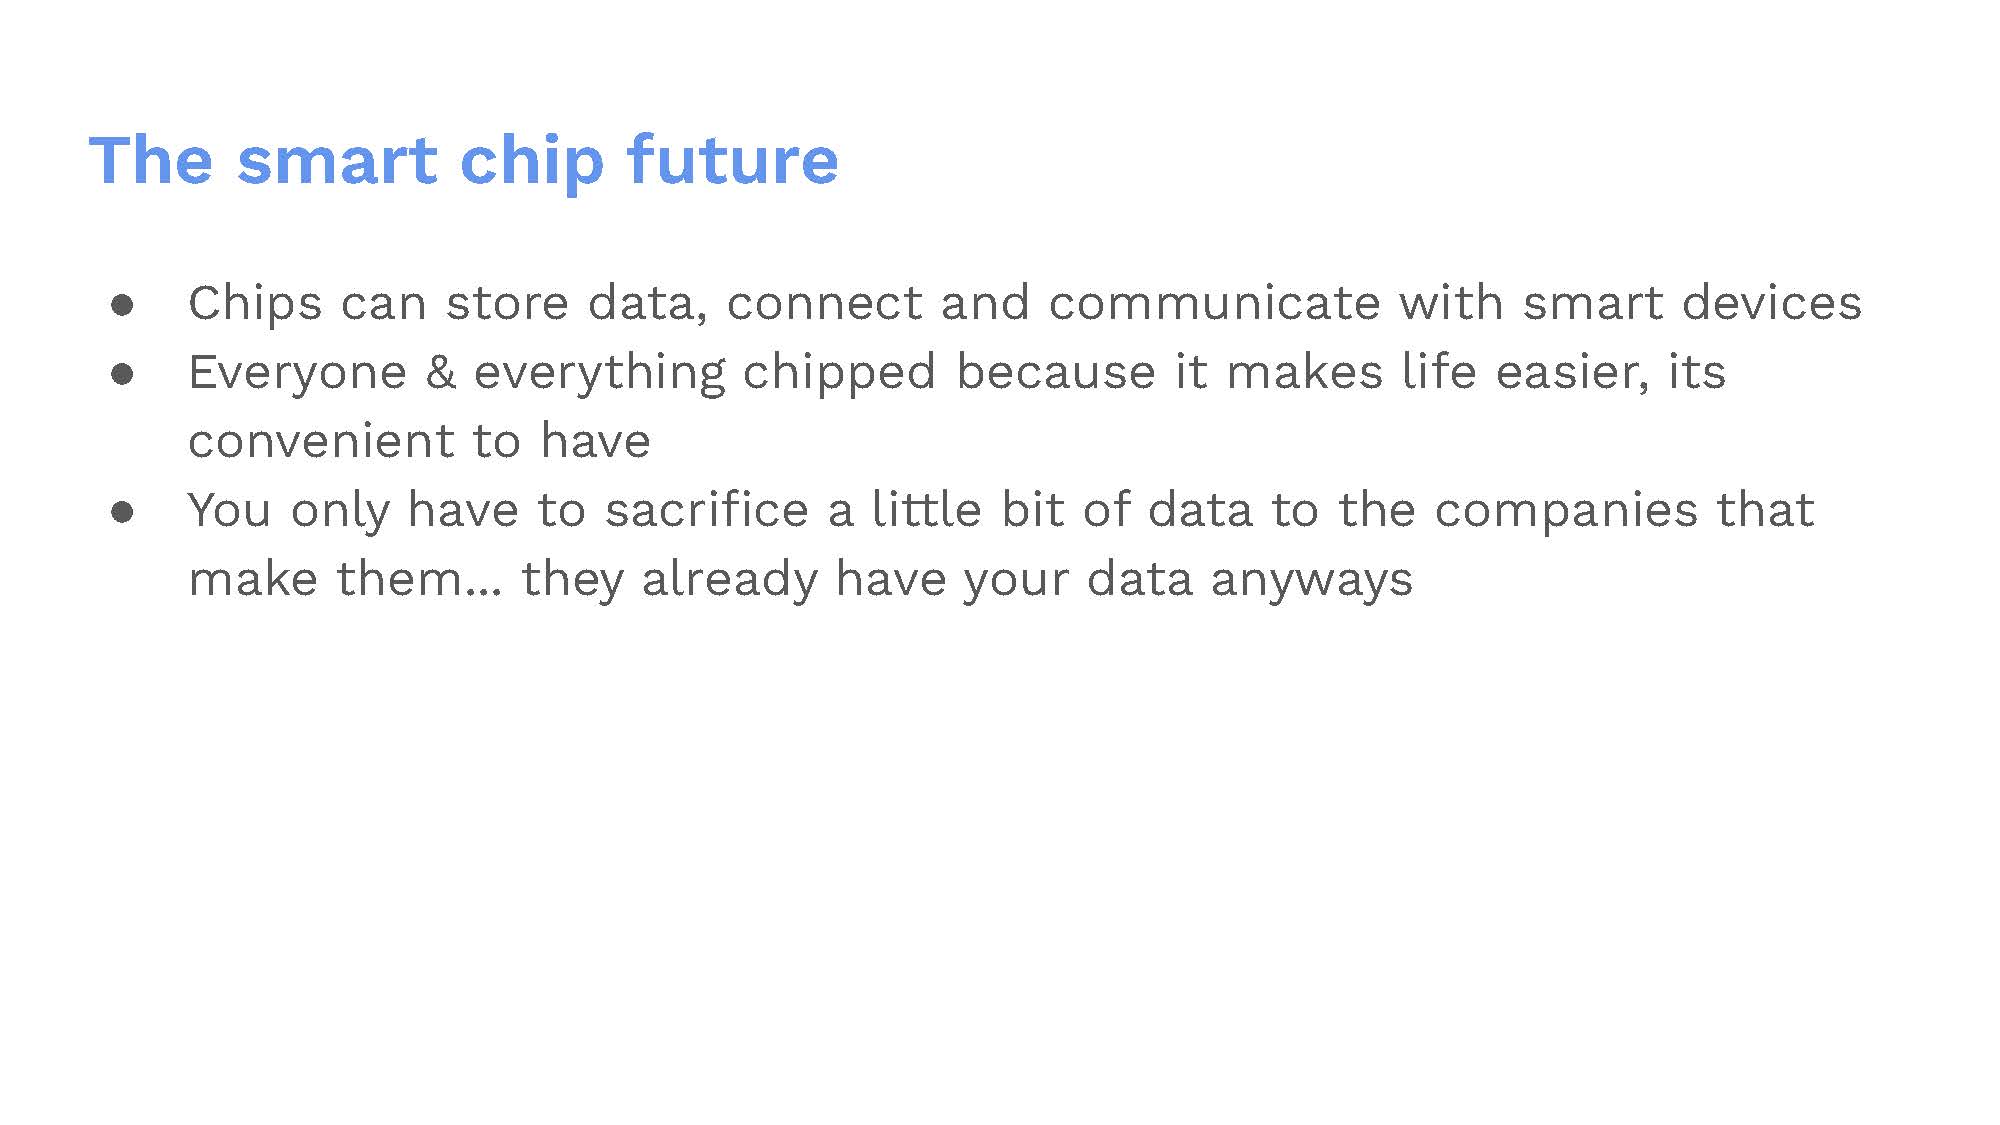 The smart chip future
● Chips can store data, connect and communicate with smart devices
● Everyone & everything chipped because it makes life easier, its
convenient to have
● You only have to sacrifice a little bit of data to the companies that
make them... they already have your data anyways